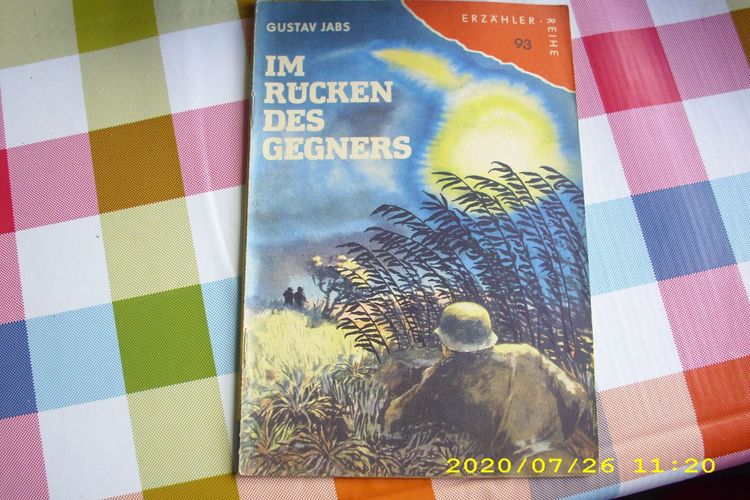 GUSTAV JABS
ERZÄHLER · REIHE
93
IM
RÜCKEN
DES
GEGNERS
2020/07/26 11:20